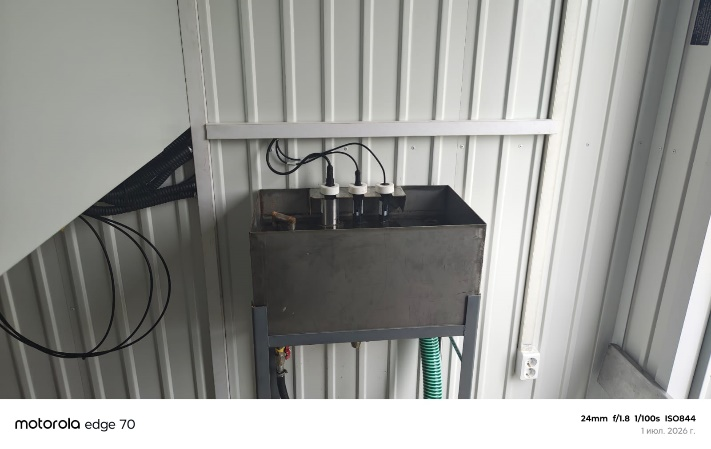 motorola edge 70
24mm f/1.8 1/100s ISO844
1 июл. 2026 г.